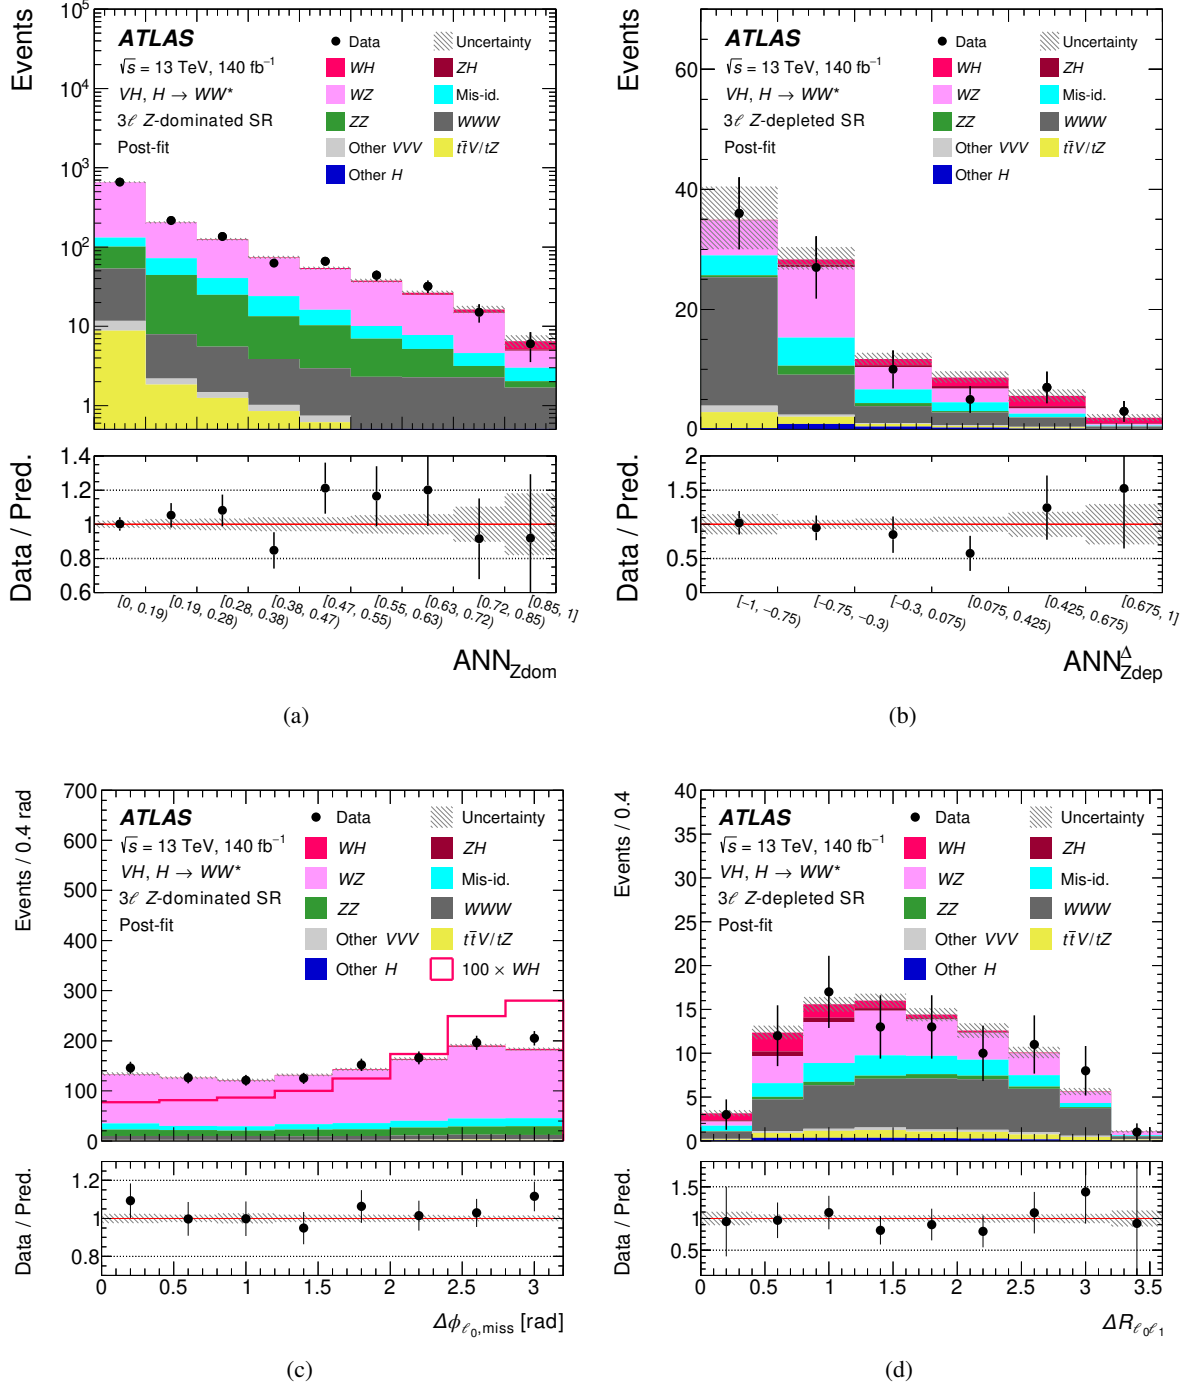 Events
10⁵
10⁴
10³
10²
10
1
ATLAS
√s = 13 TeV, 140 fb⁻¹
VH, H → WW*
3ℓ Z-dominated SR
Post-fit
Data
Uncertainty
WH
ZH
WZ
Mis-id.
ZZ
WWW
Other VVV
tt̄V/tZ
Other H
Data / Pred.
1.4
1.2
1
0.8
0.6
[0, 0.19)
[0.19, 0.28)
[0.28, 0.38)
[0.38, 0.47)
[0.47, 0.55)
[0.55, 0.63)
[0.63, 0.72)
[0.72, 0.85)
[0.85, 1]
ANN_Zdom
(a)
Events
60
40
20
0
ATLAS
√s = 13 TeV, 140 fb⁻¹
VH, H → WW*
3ℓ Z-depleted SR
Post-fit
Data
Uncertainty
WH
ZH
WZ
Mis-id.
ZZ
WWW
Other VVV
tt̄V/tZ
Other H
Data / Pred.
2
1.5
1
0.5
0
[−1, −0.75)
[−0.75, −0.3)
[−0.3, 0.075)
[0.075, 0.425)
[0.425, 0.675)
[0.675, 1]
ANN^Δ_Zdep
(b)
Events / 0.4 rad
700
600
500
400
300
200
100
0
ATLAS
√s = 13 TeV, 140 fb⁻¹
VH, H → WW*
3ℓ Z-dominated SR
Post-fit
Data
Uncertainty
WH
ZH
WZ
Mis-id.
ZZ
WWW
Other VVV
tt̄V/tZ
Other H
100 × WH
Data / Pred.
1.2
1
0.8
0 0.5 1 1.5 2 2.5 3
Δϕ_ℓ₀,miss [rad]
(c)
Events / 0.4
40
35
30
25
20
15
10
5
0
ATLAS
√s = 13 TeV, 140 fb⁻¹
VH, H → WW*
3ℓ Z-depleted SR
Post-fit
Data
Uncertainty
WH
ZH
WZ
Mis-id.
ZZ
WWW
Other VVV
tt̄V/tZ
Other H
Data / Pred.
1.5
1
0.5
0 0.5 1 1.5 2 2.5 3 3.5
ΔR_ℓ₀ℓ₁
(d)